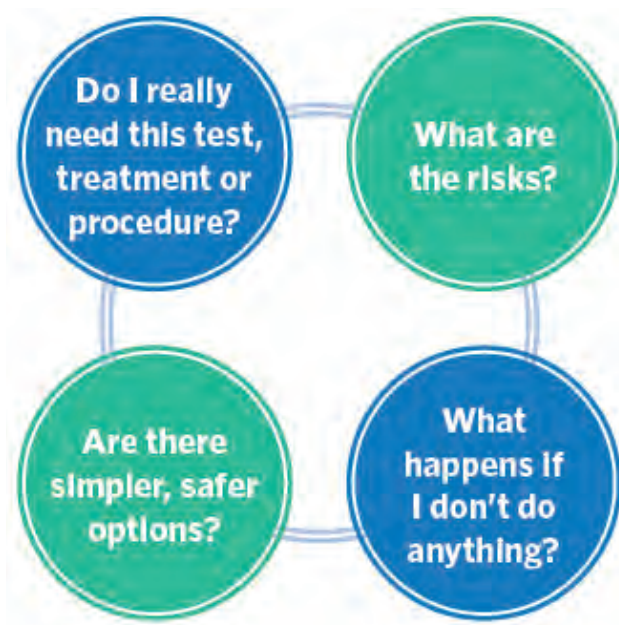 Do I really
need this test,
treatment or
procedure?
What are
the risks?
Are there
simpler, safer
options?
What
happens if
I don't do
anything?